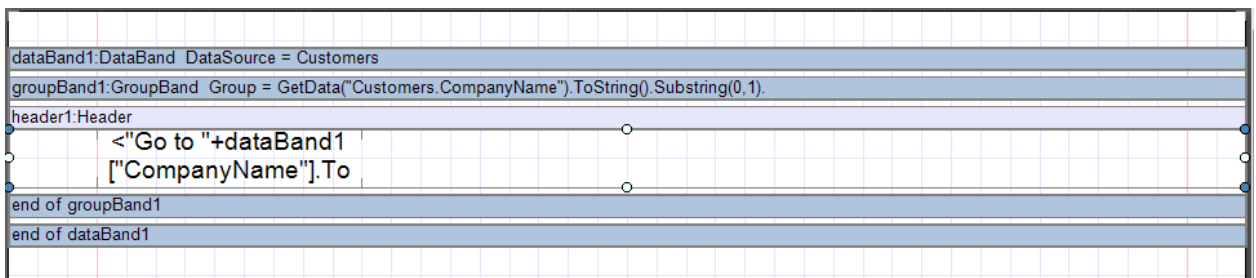 dataBand1:DataBand  DataSource = Customers
groupBand1:GroupBand  Group = GetData("Customers.CompanyName").ToString().Substring(0,1).
header1:Header
<"Go to "+dataBand1
["CompanyName"].To
end of groupBand1
end of dataBand1